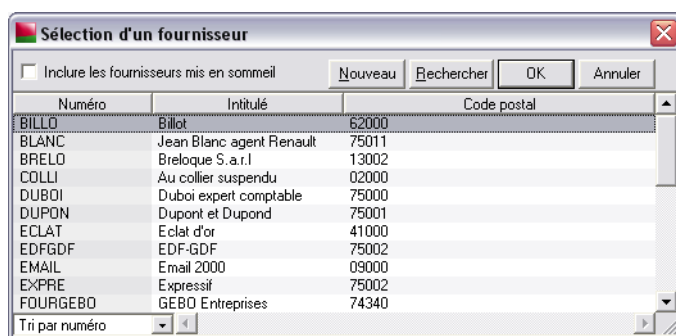 Sélection d'un fournisseur
Inclure les fournisseurs mis en sommeil Nouveau Rechercher OK Annuler
Numéro Intitulé Code postal
BILLO Billot 62000
BLANC Jean Blanc agent Renault 75011
BRELO Breloque S.a.r.l 13002
COLLI Au collier suspendu 02000
DUBOI Duboi expert comptable 75000
DUPON Dupont et Dupond 75001
ECLAT Eclat d'or 41000
EDFGDF EDF-GDF 75002
EMAIL Email 2000 09000
EXPRE Expressif 75002
FOURGEBO GEBO Entreprises 74340
Tri par numéro